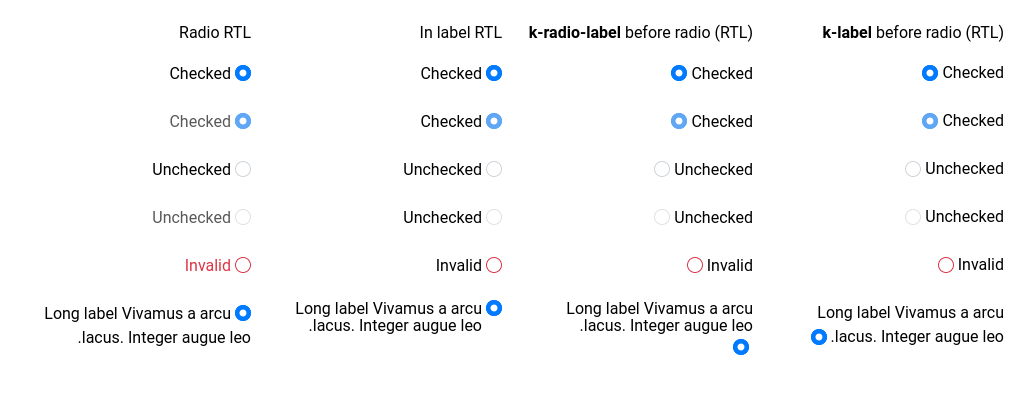 Radio RTL
In label RTL
k-radio-label before radio (RTL)
k-label before radio (RTL)
Checked
Checked
Checked
Checked
Checked
Checked
Checked
Checked
Unchecked
Unchecked
Unchecked
Unchecked
Unchecked
Unchecked
Unchecked
Unchecked
Invalid
Invalid
Invalid
Invalid
Long label Vivamus a arcu
.lacus. Integer augue leo
Long label Vivamus a arcu
.lacus. Integer augue leo
Long label Vivamus a arcu
.lacus. Integer augue leo
Long label Vivamus a arcu
.lacus. Integer augue leo